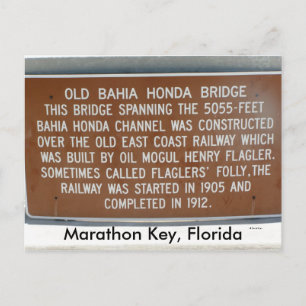 OLD BAHIA HONDA BRIDGE
THIS BRIDGE SPANNING THE 5055-FEET
BAHIA HONDA CHANNEL WAS CONSTRUCTED
OVER THE OLD EAST COAST RAILWAY WHICH
WAS BUILT BY OIL MOGUL HENRY FLAGLER.
SOMETIMES CALLED FLAGLERS' FOLLY, THE
RAILWAY WAS STARTED IN 1905 AND
COMPLETED IN 1912.
Marathon Key, Florida